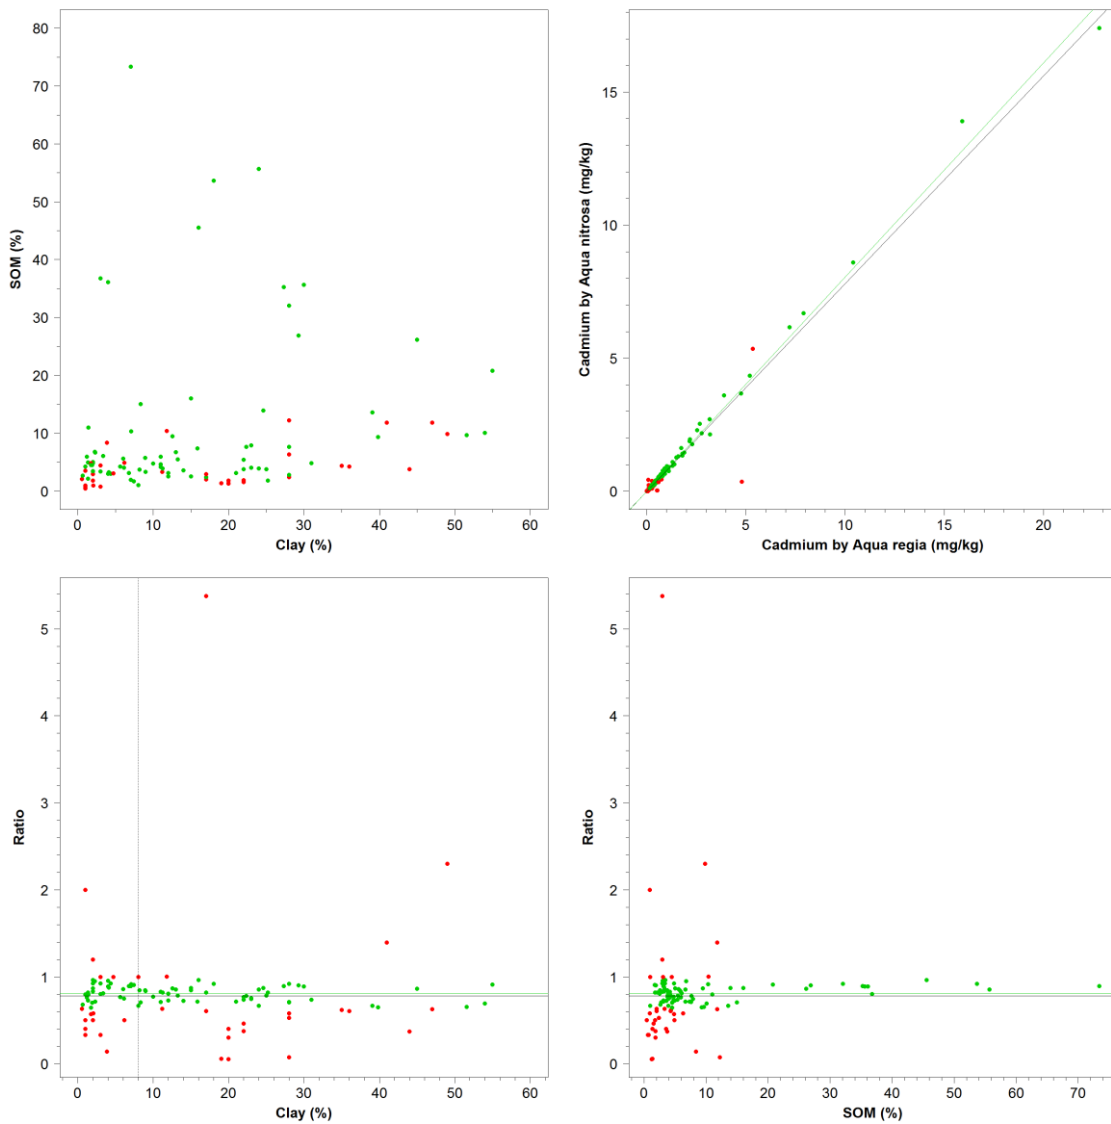 80
70
60
50
40
30
20
10
0
SOM (%)
0 10 20 30 40 50 60
Clay (%)
15
10
5
0
Cadmium by Aqua nitrosa (mg/kg)
0 5 10 15 20
Cadmium by Aqua regia (mg/kg)
5
4
3
2
1
0
Ratio
0 10 20 30 40 50 60
Clay (%)
5
4
3
2
1
0
Ratio
0 10 20 30 40 50 60 70
SOM (%)